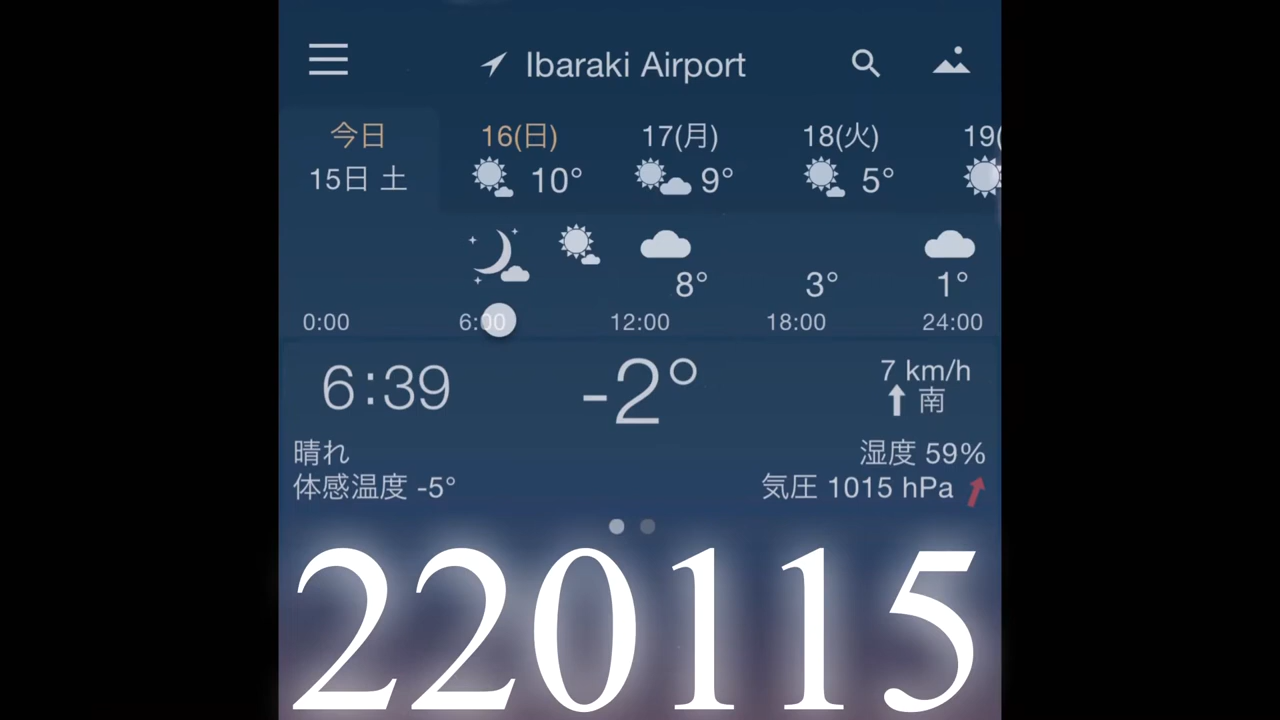 Ibaraki Airport
今日 16(日) 17(月) 18(火) 19(
15日 土 10° 9° 5°
8° 3° 1°
0:00 6:00 12:00 18:00 24:00
6:39 -2° 7 km/h
南
晴れ 湿度 59%
体感温度 -5° 気圧 1015 hPa
220115